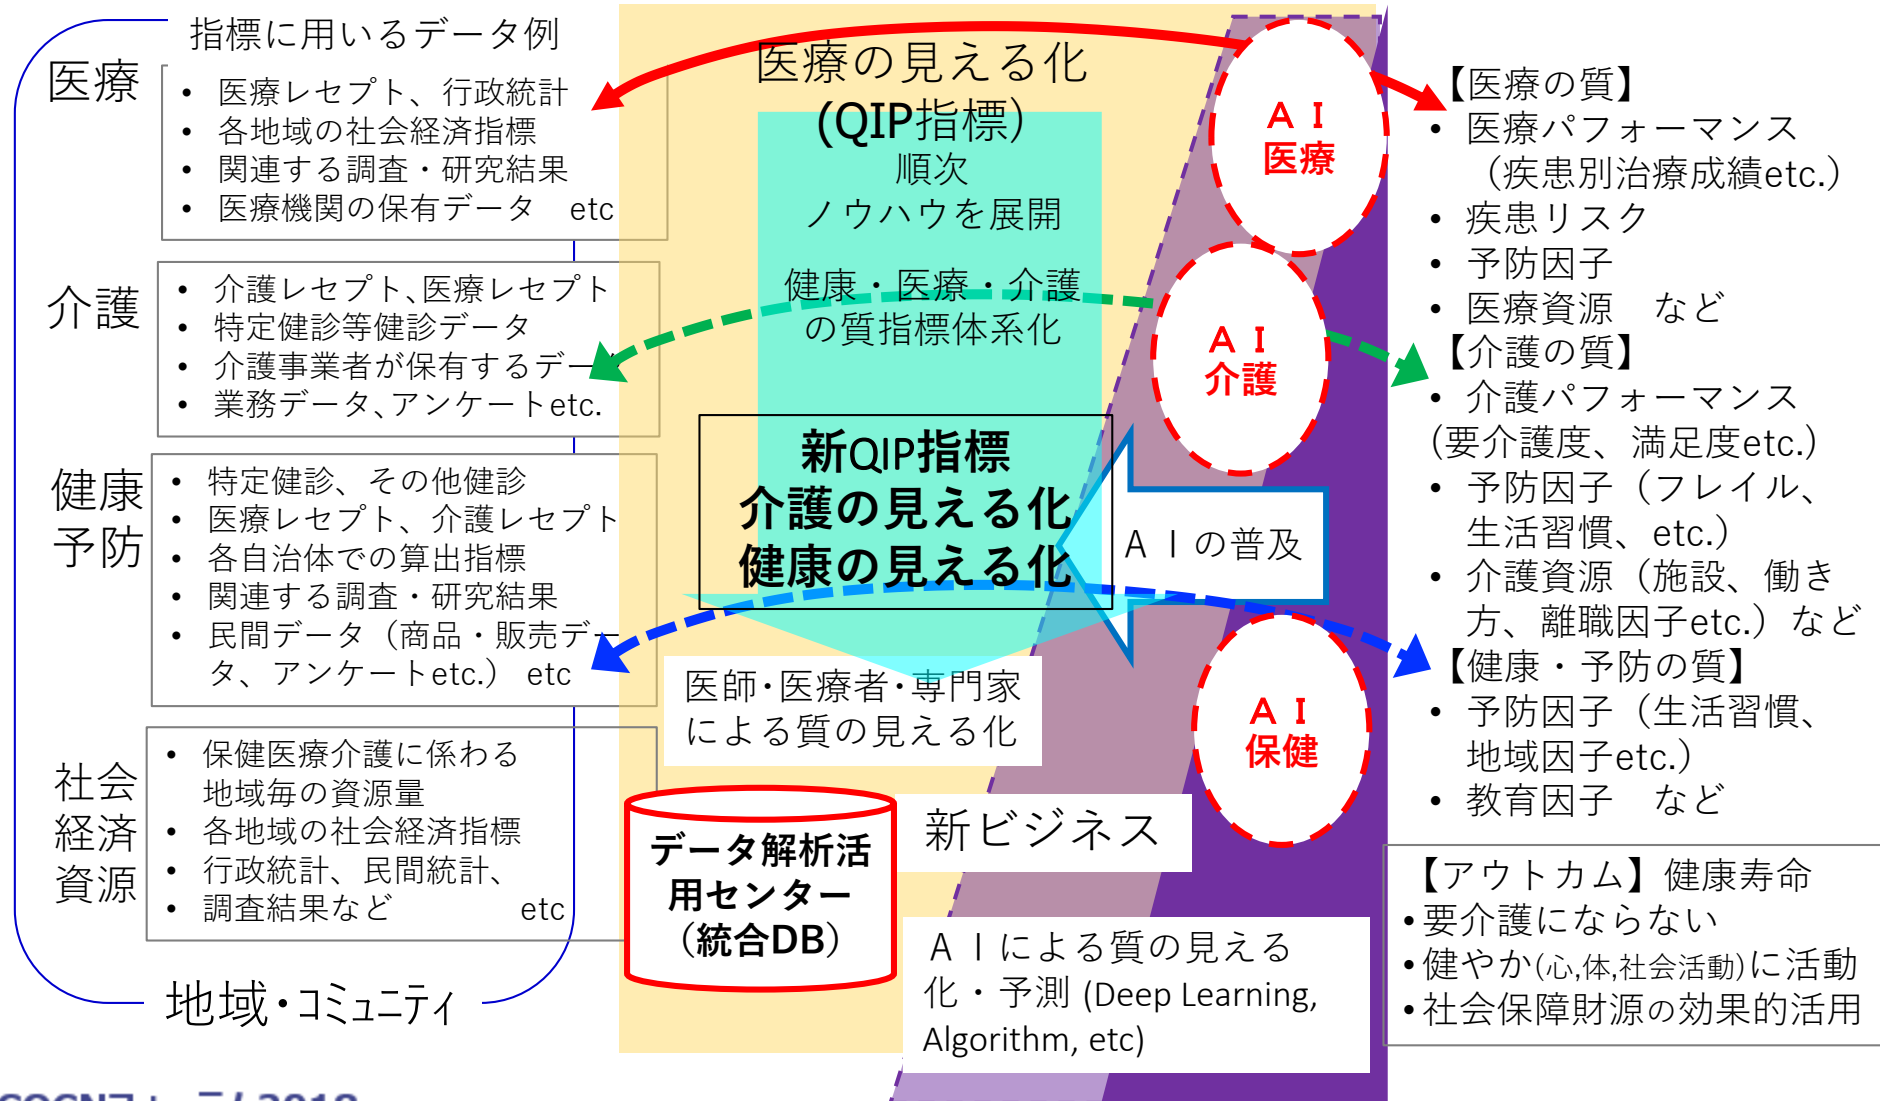 指標に用いるデータ例
医療
• 医療レセプト、行政統計
• 各地域の社会経済指標
• 関連する調査・研究結果
• 医療機関の保有データ　etc
介護
• 介護レセプト、医療レセプト
• 特定健診等健診データ
• 介護事業者が保有するデー
• 業務データ、アンケートetc.
健康
予防
• 特定健診、その他健診
• 医療レセプト、介護レセプト
• 各自治体での算出指標
• 関連する調査・研究結果
• 民間データ（商品・販売デー
タ、アンケートetc.） etc
社会
経済
資源
• 保健医療介護に係わる
地域毎の資源量
• 各地域の社会経済指標
• 行政統計、民間統計、
• 調査結果など　　　etc
地域・コミュニティ
医療の見える化
(QIP指標）
順次
ノウハウを展開
健康・医療・介護
の質指標体系化
新QIP指標
介護の見える化
健康の見える化
医師・医療者・専門家
による質の見える化
データ解析活
用センター
（統合DB）
ＡＩ
医療
ＡＩ
介護
ＡＩの普及
ＡＩ
保健
新ビジネス
ＡＩによる質の見える
化・予測 (Deep Learning,
Algorithm, etc)
【医療の質】
• 医療パフォーマンス
（疾患別治療成績etc.）
• 疾患リスク
• 予防因子
• 医療資源　など
【介護の質】
• 介護パフォーマンス
（要介護度、満足度etc.）
• 予防因子（フレイル、
生活習慣、etc.）
• 介護資源（施設、働き
方、離職因子etc.）など
【健康・予防の質】
• 予防因子（生活習慣、
地域因子etc.）
• 教育因子　など
【アウトカム】健康寿命
•要介護にならない
•健やか(心,体,社会活動)に活動
•社会保障財源の効果的活用